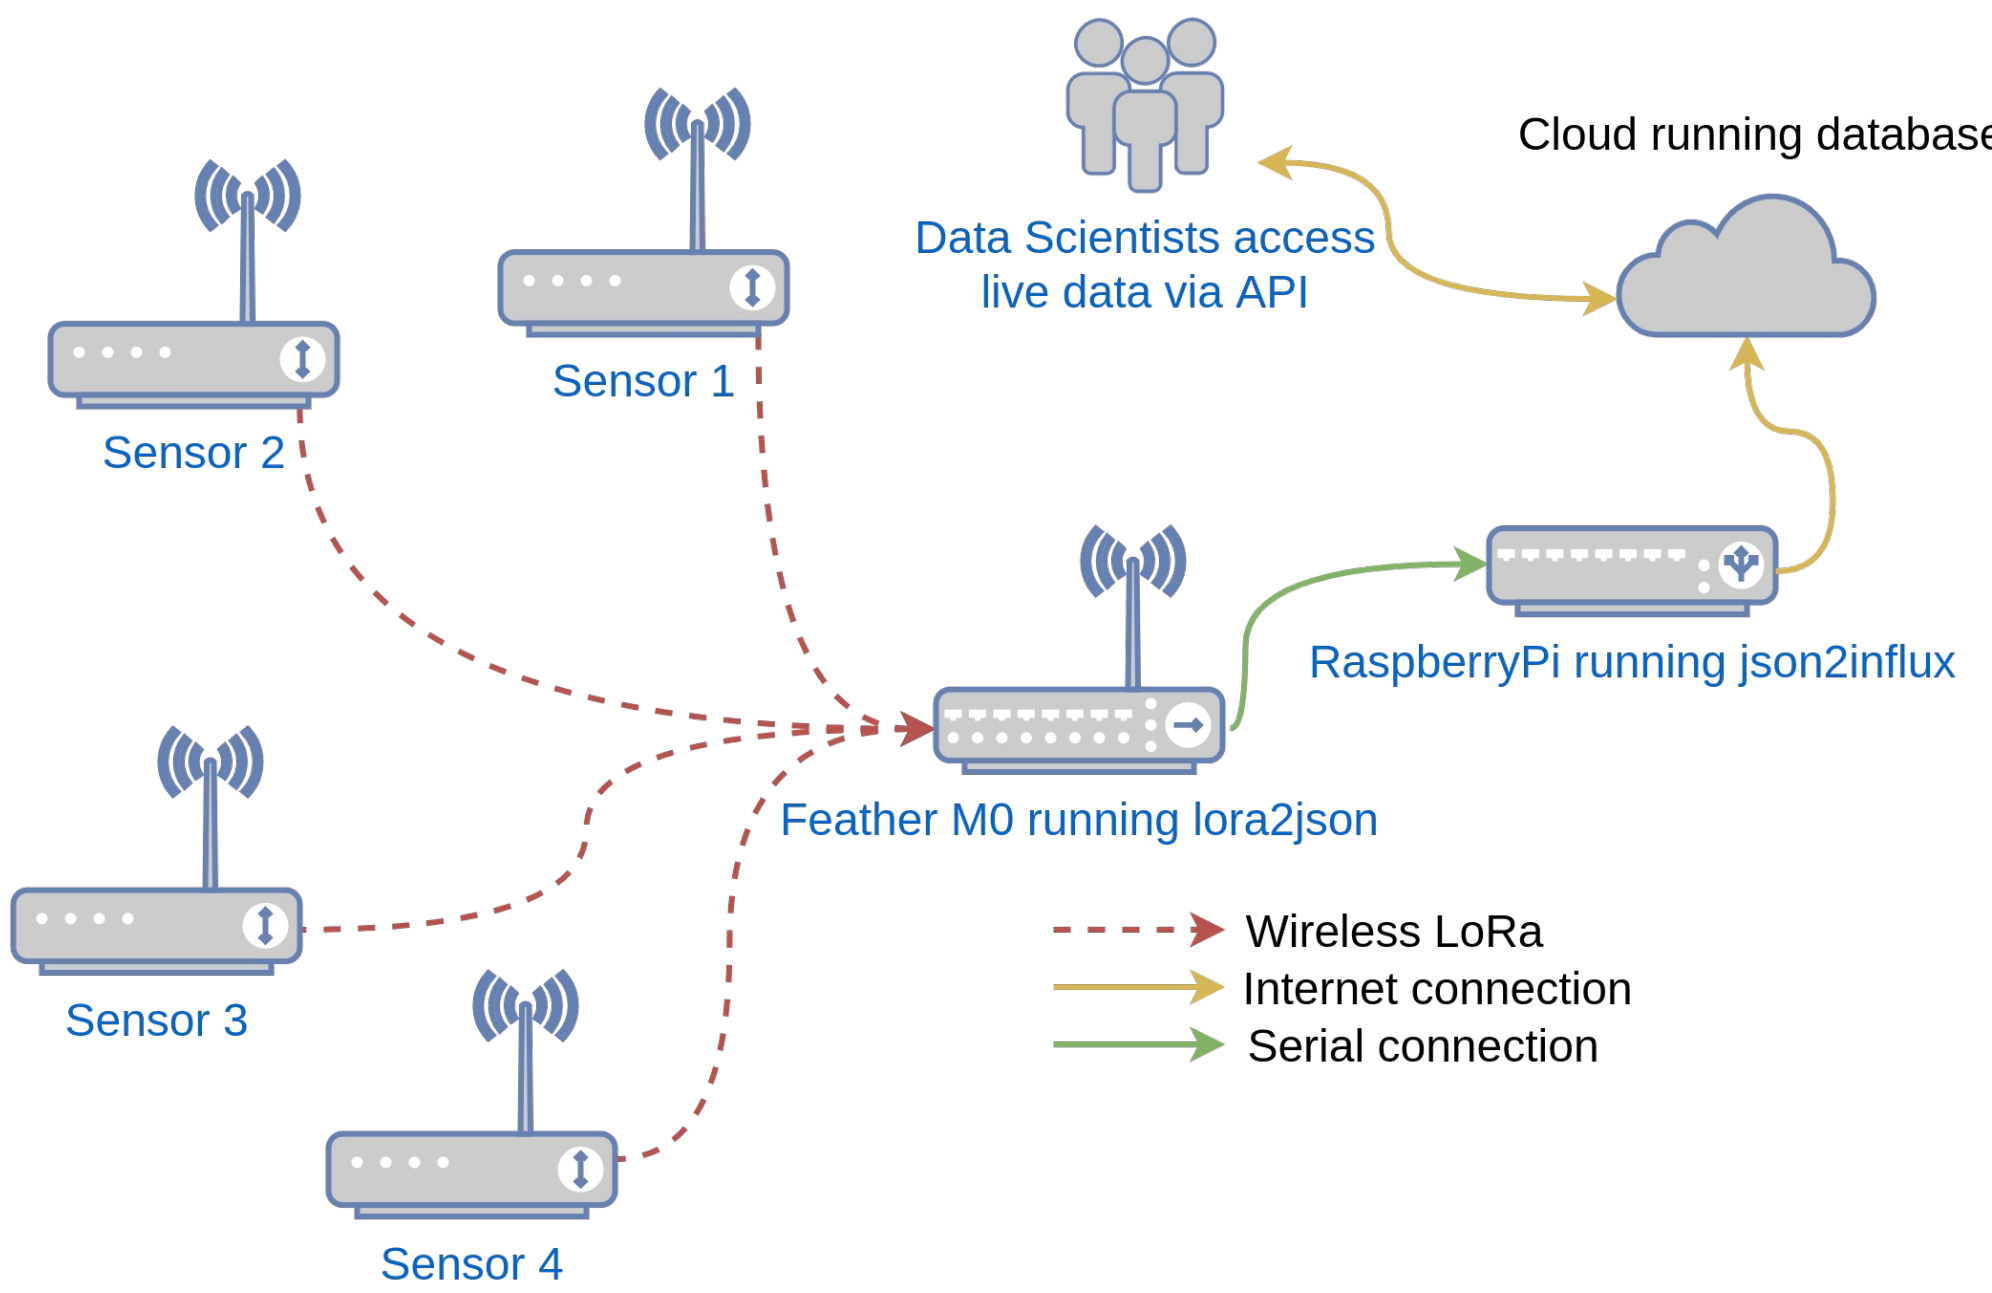 Cloud running database
Data Scientists access
live data via API
Sensor 1
Sensor 2
RaspberryPi running json2influx
Feather M0 running lora2json
Wireless LoRa
Internet connection
Serial connection
Sensor 3
Sensor 4